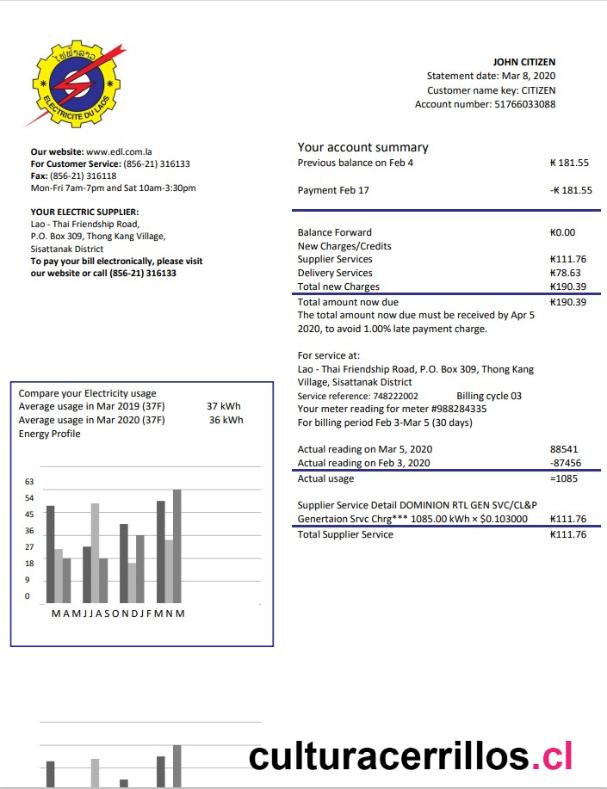 ໄຟຟ້າລາວ
ELECTRICITE DU LAOS
JOHN CITIZEN
Statement date: Mar 8, 2020
Customer name key: CITIZEN
Account number: 51766033088
Our website: www.edl.com.la
For Customer Service: (856-21) 316133
Fax: (856-21) 316118
Mon-Fri 7am-7pm and Sat 10am-3:30pm
YOUR ELECTRIC SUPPLIER:
Lao - Thai Friendship Road,
P.O. Box 309, Thong Kang Village,
Sisattanak District
To pay your bill electronically, please visit
our website or call (856-21) 316133
Your account summary
Previous balance on Feb 4 ₭ 181.55
Payment Feb 17 -₭ 181.55
Balance Forward ₭0.00
New Charges/Credits
Supplier Services ₭111.76
Delivery Services ₭78.63
Total new Charges ₭190.39
Total amount now due ₭190.39
The total amount now due must be received by Apr 5
2020, to avoid 1.00% late payment charge.
For service at:
Lao - Thai Friendship Road, P.O. Box 309, Thong Kang
Village, Sisattanak District
Service reference: 748222002 Billing cycle 03
Your meter reading for meter #988284335
For billing period Feb 3-Mar 5 (30 days)
Actual reading on Mar 5, 2020 88541
Actual reading on Feb 3, 2020 -87456
Actual usage =1085
Supplier Service Detail DOMINION RTL GEN SVC/CL&P
Genertaion Srvc Chrg*** 1085.00 kWh × $0.103000 ₭111.76
Total Supplier Service ₭111.76
Compare your Electricity usage
Average usage in Mar 2019 (37F) 37 kWh
Average usage in Mar 2020 (37F) 36 kWh
Energy Profile
63
54
45
36
27
18
9
0
M A M J J A S O N D J F M N M
culturacerrillos.cl